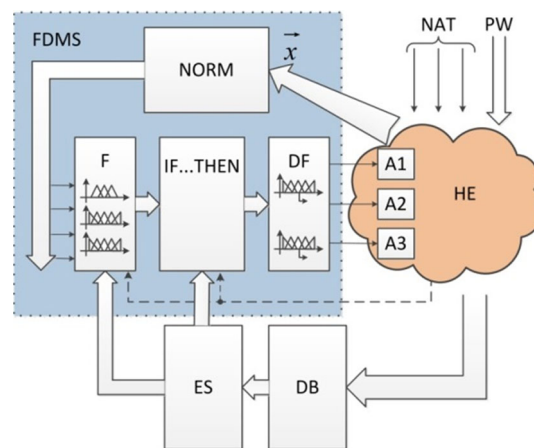 FDMS
NORM
x
NAT
PW
F
IF...THEN
DF
A1
A2
A3
HE
ES
DB